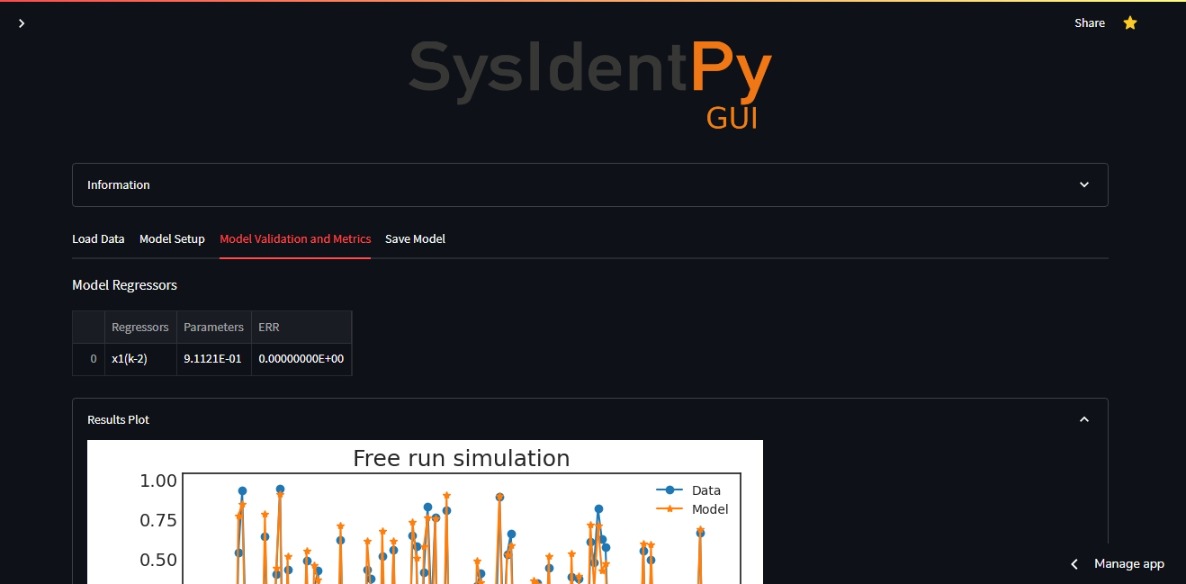 Share
SysIdentPy
GUI
Information
Load Data Model Setup Model Validation and Metrics Save Model
Model Regressors
Regressors Parameters ERR
0 x1(k-2) 9.1121E-01 0.00000000E+00
Results Plot
Free run simulation
1.00
Data
Model
0.75
0.50
Manage app